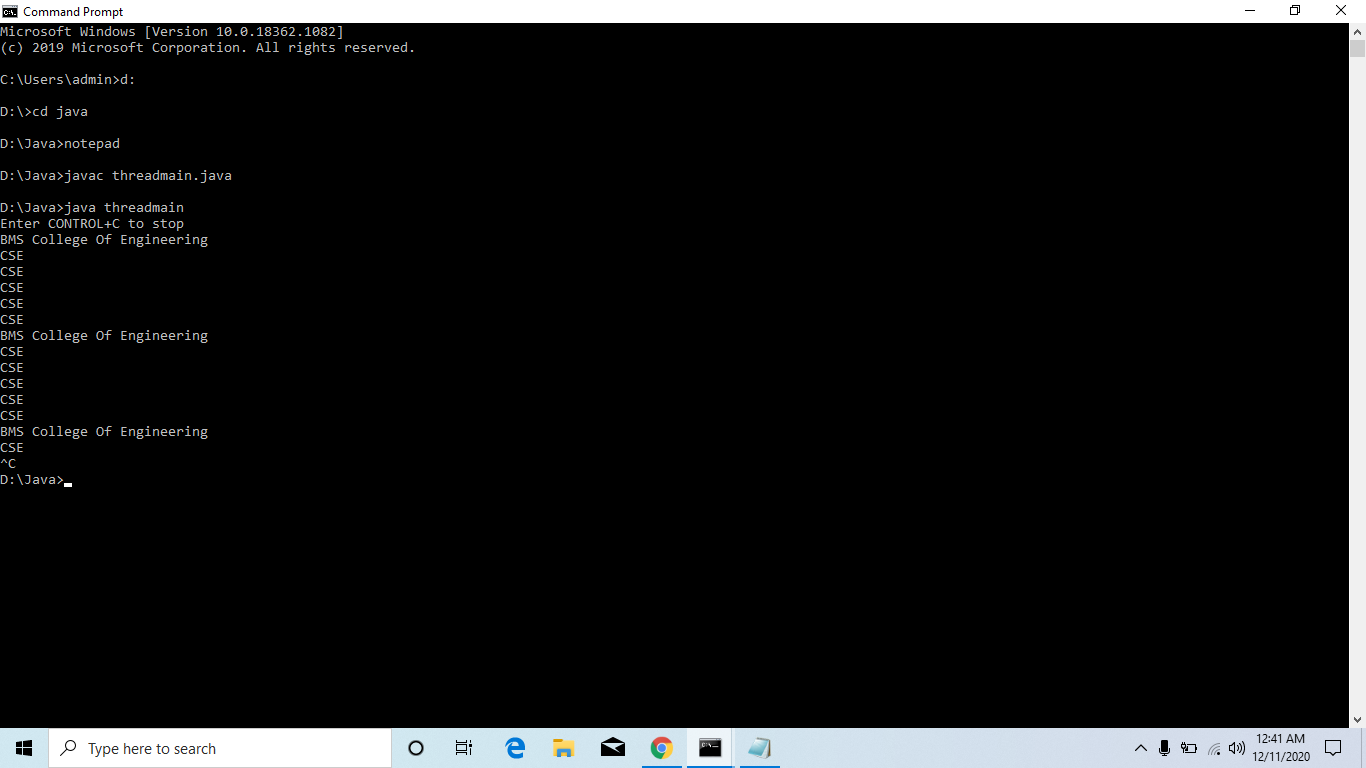 Command Prompt
Microsoft Windows [Version 10.0.18362.1082]
(c) 2019 Microsoft Corporation. All rights reserved.
C:\Users\admin>d:
D:\>cd java
D:\Java>notepad
D:\Java>javac threadmain.java
D:\Java>java threadmain
Enter CONTROL+C to stop
BMS College Of Engineering
CSE
CSE
CSE
CSE
CSE
BMS College Of Engineering
CSE
CSE
CSE
CSE
CSE
BMS College Of Engineering
CSE
^C
D:\Java>
Type here to search
12:41 AM
12/11/2020